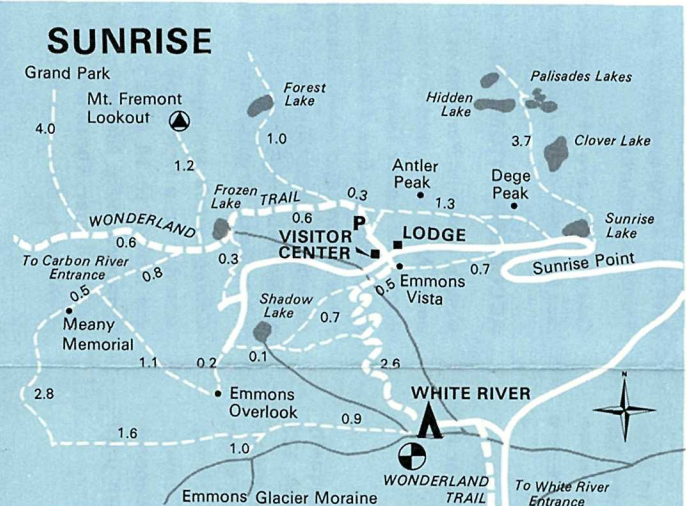 SUNRISE
Grand Park
Mt. Fremont
Lookout
Forest
Lake
Palisades Lakes
Hidden
Lake
4.0
1.0
3.7
Clover Lake
1.2
Antler
Peak
Dege
Peak
Frozen
Lake
TRAIL
0.3
1.3
WONDERLAND
0.6
P
Sunrise
Lake
0.6
VISITOR
CENTER
LODGE
To Carbon River
Entrance
0.8
0.3
0.7
Sunrise Point
0.5
Emmons
Vista
0.5
Shadow
Lake
Meany
Memorial
0.7
0.1
1.1
0.2
2.6
2.8
Emmons
Overlook
WHITE RIVER
N
0.9
1.6
1.0
WONDERLAND
TRAIL
To White River
Entrance
Emmons Glacier Moraine